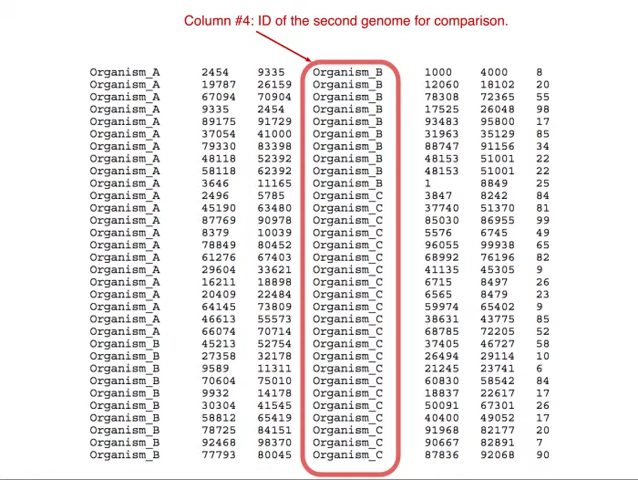 Column #4: ID of the second genome for comparison.
Organism_A 2454 9335 Organism_B 1000 4000 8
Organism_A 19787 26159 Organism_B 12060 18102 20
Organism_A 67094 70904 Organism_B 78308 72365 55
Organism_A 9335 2454 Organism_B 17525 26048 98
Organism_A 89175 91729 Organism_B 93483 95800 17
Organism_A 37054 41000 Organism_B 31963 35129 85
Organism_A 79330 83398 Organism_B 88747 91156 34
Organism_A 48118 52392 Organism_B 48153 51001 22
Organism_A 58118 62392 Organism_B 48153 51001 22
Organism_A 3646 11165 Organism_B 1 8849 25
Organism_A 2496 5785 Organism_C 3847 8242 84
Organism_A 45190 63480 Organism_C 37740 51370 81
Organism_A 87769 90978 Organism_C 85030 86955 99
Organism_A 8379 10039 Organism_C 5576 6745 49
Organism_A 78849 80452 Organism_C 96055 99938 65
Organism_A 61276 67403 Organism_C 68992 76196 82
Organism_A 29604 33621 Organism_C 41135 45305 9
Organism_A 16211 18898 Organism_C 6715 8497 26
Organism_A 20409 22484 Organism_C 6565 8479 23
Organism_A 64145 73809 Organism_C 59974 65402 9
Organism_A 46613 55573 Organism_C 38631 43775 85
Organism_A 66074 70714 Organism_C 68785 72205 52
Organism_B 45213 52754 Organism_C 37405 46727 58
Organism_B 27358 32178 Organism_C 26494 29114 10
Organism_B 9589 11311 Organism_C 21245 23741 6
Organism_B 70604 75010 Organism_C 60830 58542 84
Organism_B 9932 14178 Organism_C 18837 22617 17
Organism_B 30304 41545 Organism_C 50091 67301 26
Organism_B 58812 65419 Organism_C 40400 49052 17
Organism_B 78725 84151 Organism_C 91968 82177 20
Organism_B 92468 98370 Organism_C 90667 82891 7
Organism_B 77793 80045 Organism_C 87836 92068 90